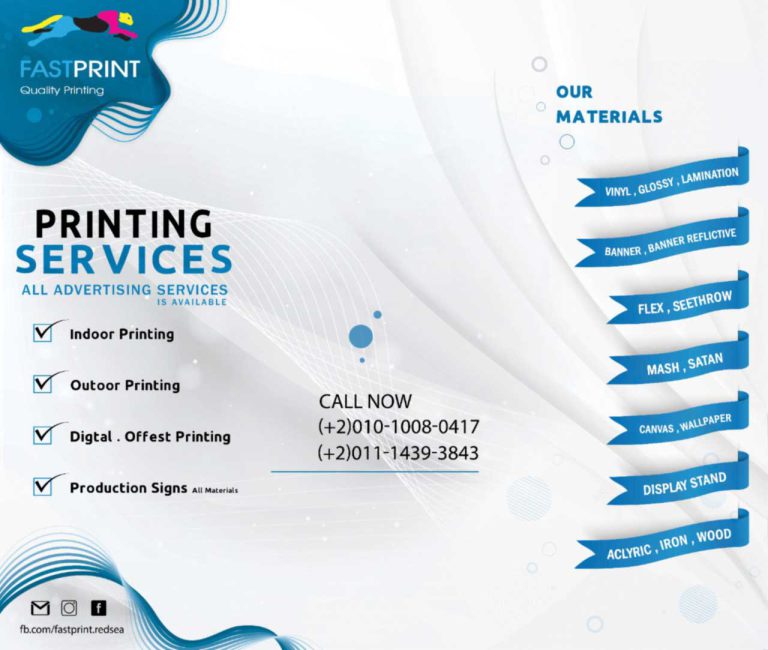 FASTPRINT
Quality Printing
PRINTING
SERVICES
ALL ADVERTISING SERVICES
IS AVAILABLE
Indoor Printing
Outoor Printing
Digtal . Offest Printing
Production Signs All Materials
fb.com/fastprint.redsea
CALL NOW
(+2)010-1008-0417
(+2)011-1439-3843
OUR
MATERIALS
VINYL , GLOSSY , LAMINATION
BANNER , BANNER REFLICTIVE
FLEX , SEETHROW
MASH , SATAN
CANVAS , WALLPAPER
DISPLAY STAND
ACLYRIC , IRON , WOOD